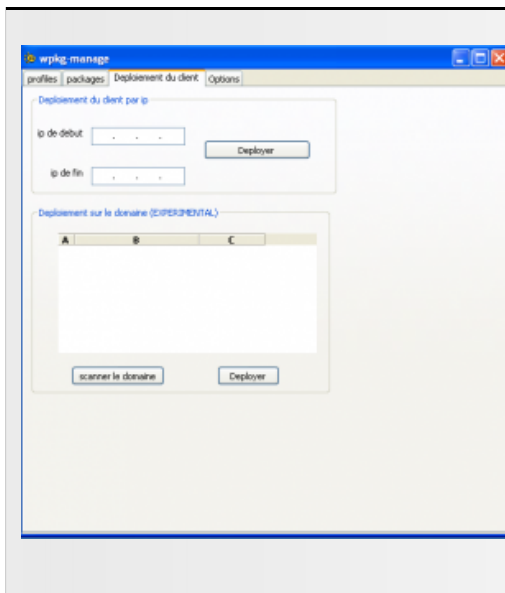 wpkg-manage
profiles packages Deploiement du client Options
Deploiement du client par ip
ip de debut . . .
Deployer
ip de fin . . .
Deploiement sur le domaine (EXPERIMENTAL)
A B C
scanner le domaine Deployer